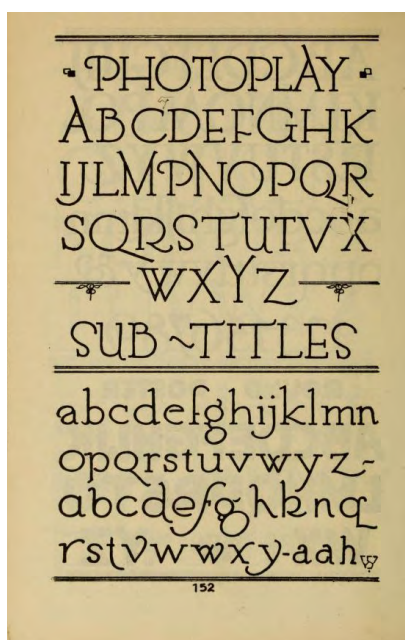 PHOTOPLAY
ABCDEFGHK
IJLMPNOPQR
SQRSTUTVX
WXYZ
SUB~TITLES
abcdefghijklmn
opqrstuvwyz-
abcdefghknq
rstvwwxy-aah
152